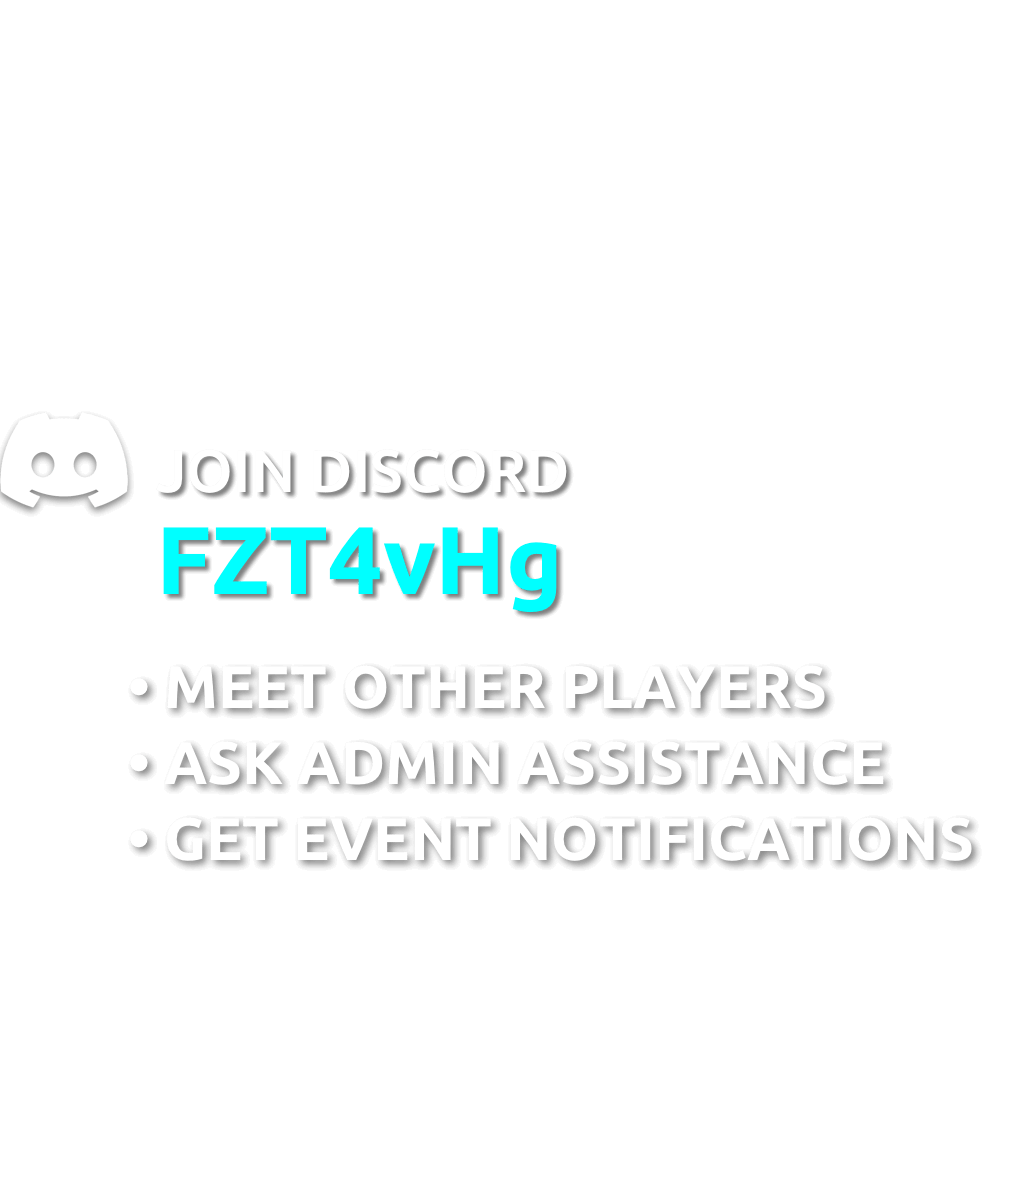 JOIN DISCORD
FZT4vHg
• MEET OTHER PLAYERS
• ASK ADMIN ASSISTANCE
• GET EVENT NOTIFICATIONS